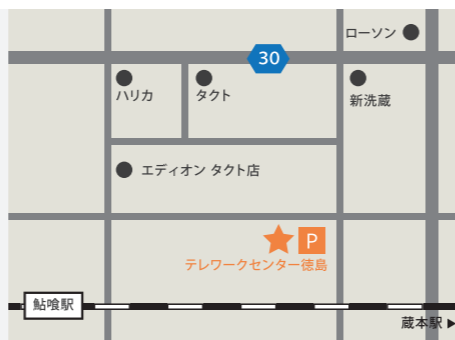 ローソン
30
ハリカ
タクト
新洗蔵
エディオン タクト店
P
テレワークセンター徳島
鮎喰駅
蔵本駅